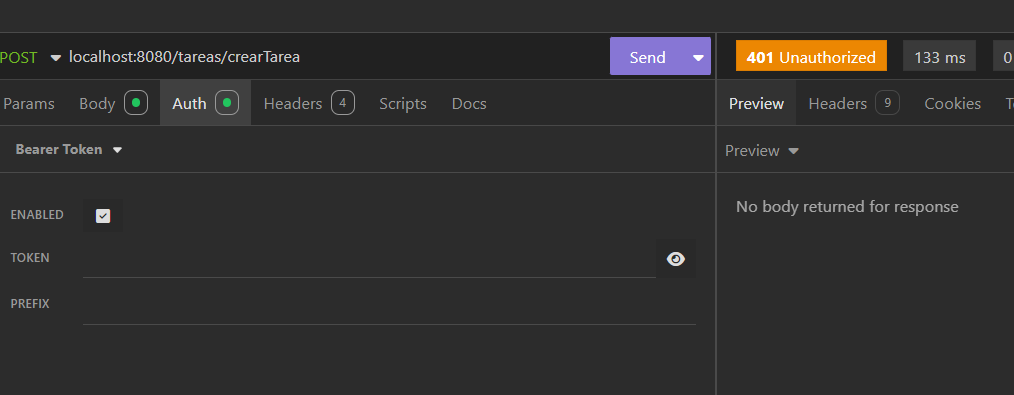 POST localhost:8080/tareas/crearTarea Send 401 Unauthorized 133 ms 0
Params Body Auth Headers 4 Scripts Docs Preview Headers 9 Cookies
Bearer Token Preview
ENABLED No body returned for response
TOKEN
PREFIX